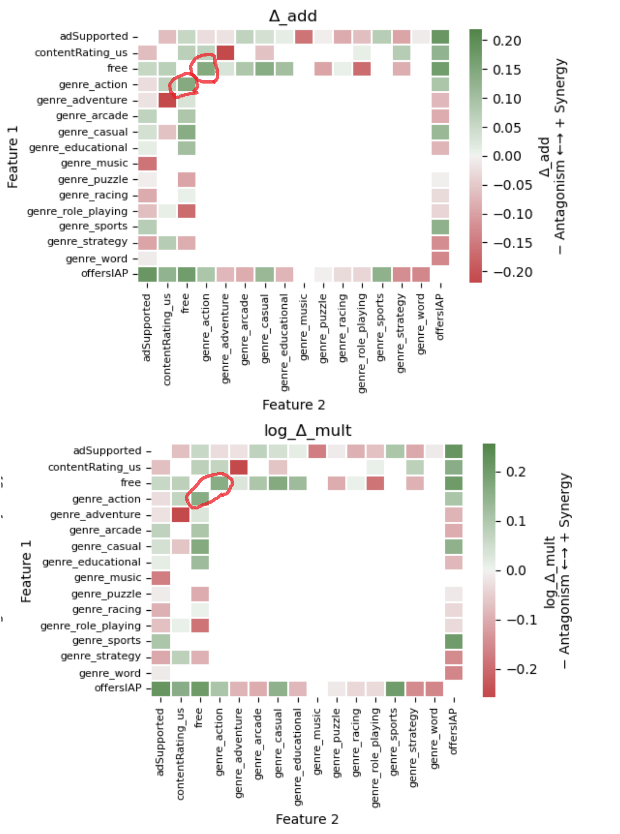 Δ_add
adSupported
contentRating_us
free
genre_action
genre_adventure
genre_arcade
genre_casual
genre_educational
genre_music
genre_puzzle
genre_racing
genre_role_playing
genre_sports
genre_strategy
genre_word
offersIAP
Feature 1
adSupported
contentRating_us
free
genre_action
genre_adventure
genre_arcade
genre_casual
genre_educational
genre_music
genre_puzzle
genre_racing
genre_role_playing
genre_sports
genre_strategy
genre_word
offersIAP
Feature 2
0.20
0.15
0.10
0.05
0.00
−0.05
−0.10
−0.15
−0.20
Δ_add
− Antagonism ←→ + Synergy
log_Δ_mult
adSupported
contentRating_us
free
genre_action
genre_adventure
genre_arcade
genre_casual
genre_educational
genre_music
genre_puzzle
genre_racing
genre_role_playing
genre_sports
genre_strategy
genre_word
offersIAP
Feature 1
adSupported
contentRating_us
free
genre_action
genre_adventure
genre_arcade
genre_casual
genre_educational
genre_music
genre_puzzle
genre_racing
genre_role_playing
genre_sports
genre_strategy
genre_word
offersIAP
Feature 2
0.2
0.1
0.0
−0.1
−0.2
log_Δ_mult
− Antagonism ←→ + Synergy